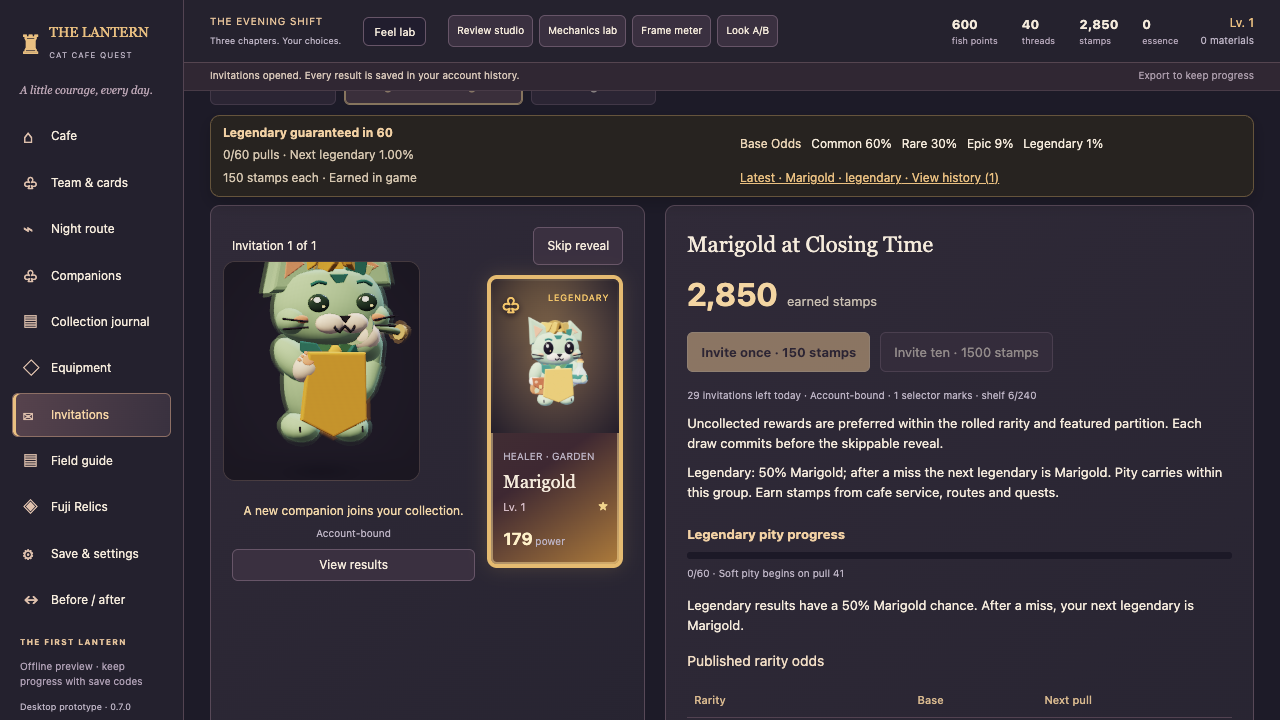 THE LANTERN
CAT CAFE QUEST
A little courage, every day.
Cafe
Team & cards
Night route
Companions
Collection journal
Equipment
Invitations
Field guide
Fuji Relics
Save & settings
Before / after
THE FIRST LANTERN
Offline preview · keep
progress with save codes
Desktop prototype · 0.7.0
THE EVENING SHIFT
Three chapters. Your choices.
Feel lab
Review studio
Mechanics lab
Frame meter
Look A/B
600
fish points
40
threads
2,850
stamps
0
essence
Lv. 1
0 materials
Invitations opened. Every result is saved in your account history.
Export to keep progress
Legendary guaranteed in 60
0/60 pulls · Next legendary 1.00%
150 stamps each · Earned in game
Base Odds Common 60% Rare 30% Epic 9% Legendary 1%
Latest · Marigold · legendary · View history (1)
Invitation 1 of 1
Skip reveal
LEGENDARY
HEALER · GARDEN
Marigold
Lv. 1
179 power
A new companion joins your collection.
Account-bound
View results
Marigold at Closing Time
2,850 earned stamps
Invite once · 150 stamps
Invite ten · 1500 stamps
29 invitations left today · Account-bound · 1 selector marks · shelf 6/240
Uncollected rewards are preferred within the rolled rarity and featured partition. Each
draw commits before the skippable reveal.
Legendary: 50% Marigold; after a miss the next legendary is Marigold. Pity carries within
this group. Earn stamps from cafe service, routes and quests.
Legendary pity progress
0/60 · Soft pity begins on pull 41
Legendary results have a 50% Marigold chance. After a miss, your next legendary is
Marigold.
Published rarity odds
Rarity Base Next pull